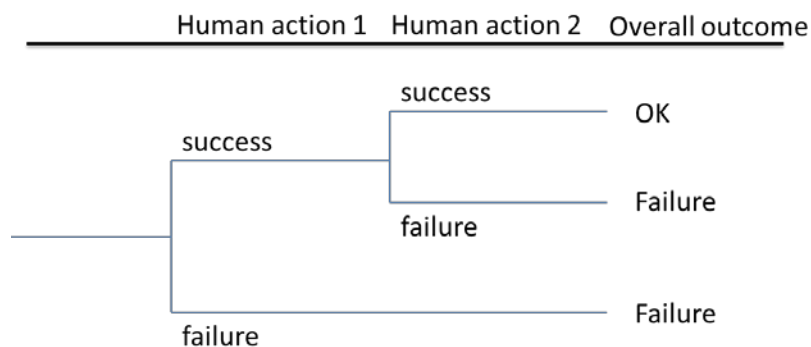 Human action 1 Human action 2 Overall outcome
success
OK
success
Failure
failure
Failure
failure